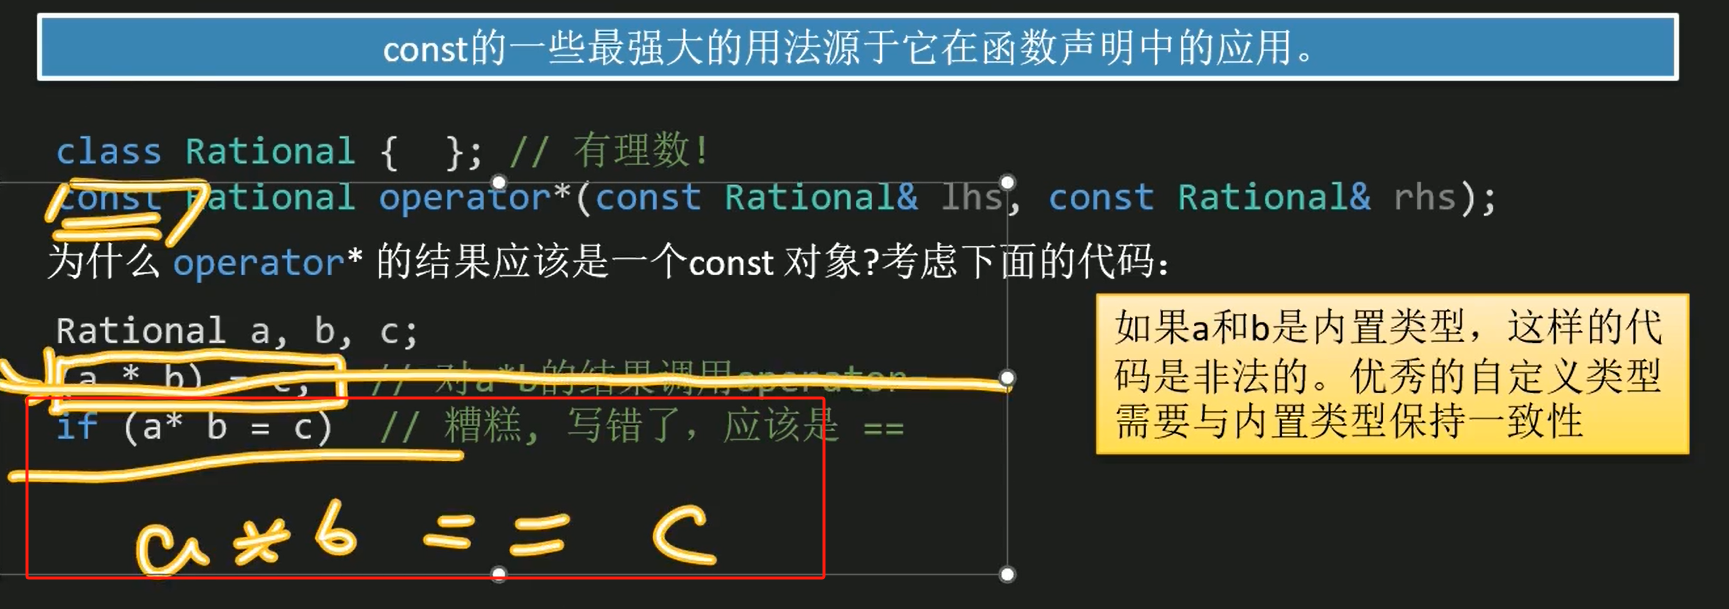 const的一些最强大的用法源于它在函数声明中的应用。
class Rational {  }; // 有理数!
const Rational operator*(const Rational& lhs, const Rational& rhs);
为什么 operator* 的结果应该是一个const 对象?考虑下面的代码:
Rational a, b, c;
(a * b) = c; // 对a*b的结果调用operator=
if (a* b = c) // 糟糕, 写错了，应该是 ==
a * b = = c
如果a和b是内置类型，这样的代
码是非法的。优秀的自定义类型
需要与内置类型保持一致性